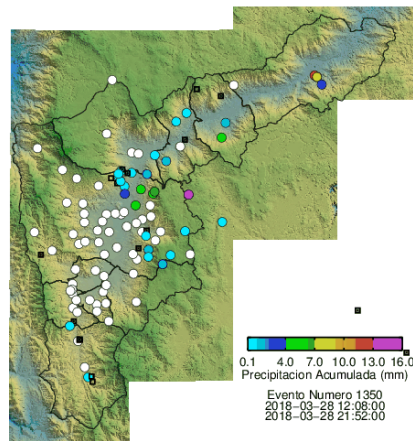 0.1 4.0 7.0 10.0 13.0 16.0
Precipitacion Acumulada (mm)
Evento Numero 1350
2018-03-28 12:08:00
2018-03-28 21:52:00